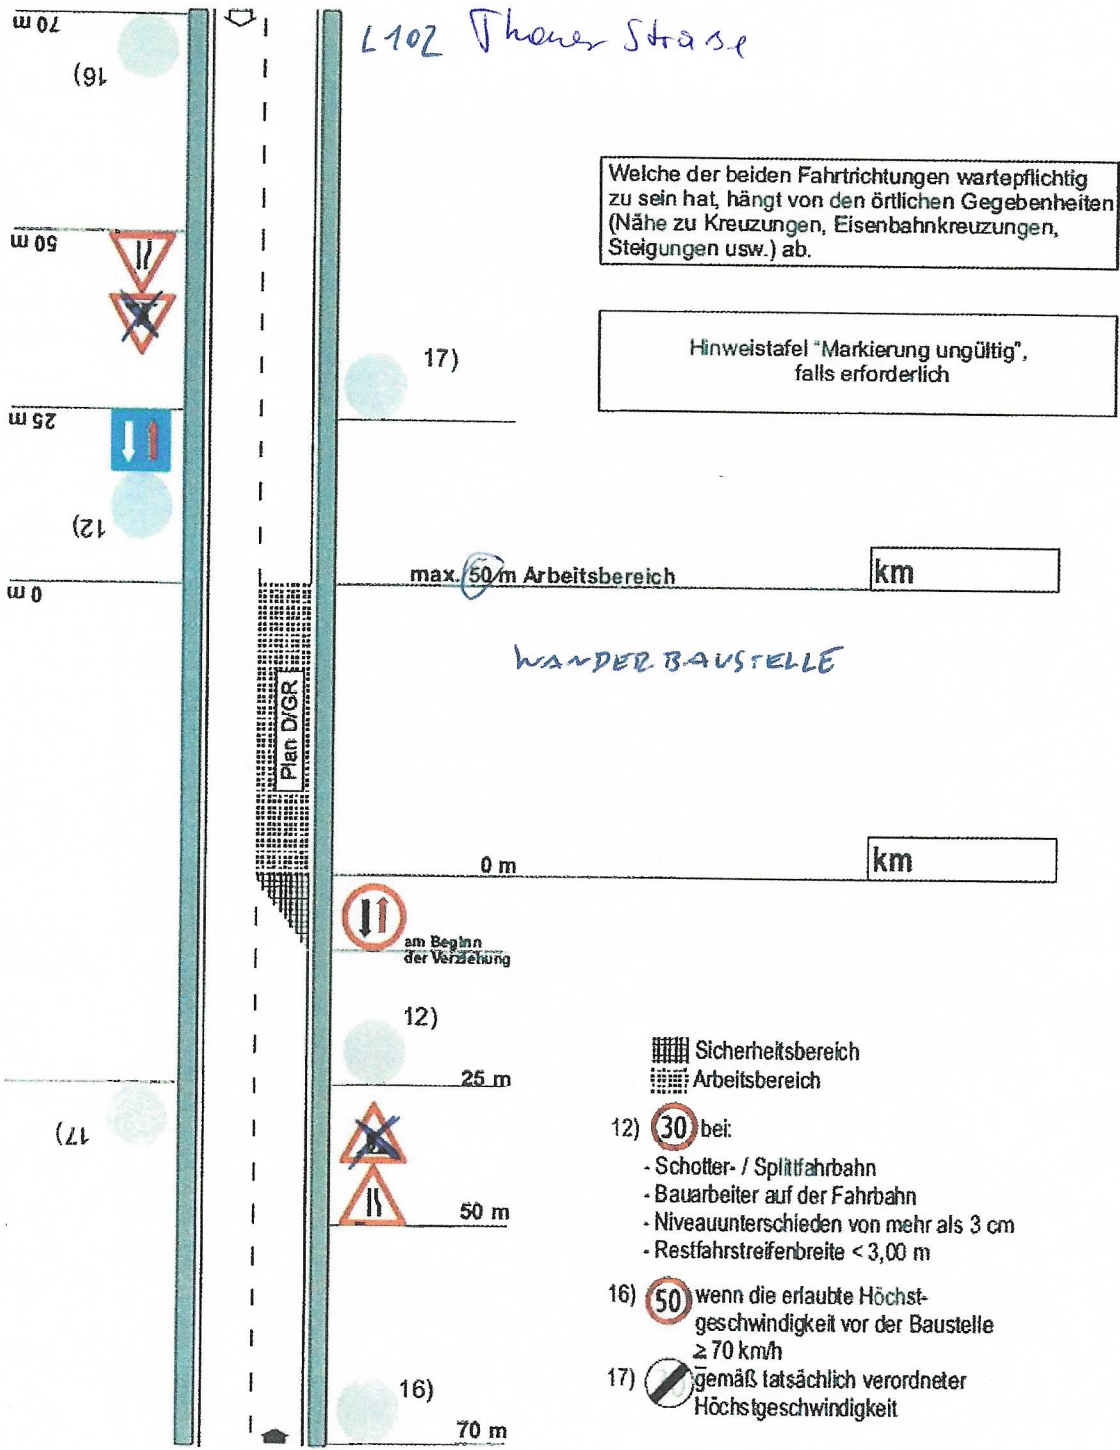 70 m
L102 Thaner Straße
16)
Welche der beiden Fahrtrichtungen wartepflichtig
zu sein hat, hängt von den örtlichen Gegebenheiten
(Nähe zu Kreuzungen, Eisenbahnkreuzungen,
Steigungen usw.) ab.
50 m
Hinweistafel "Markierung ungültig",
falls erforderlich
17)
25 m
12)
max. 50 m Arbeitsbereich
km
0 m
WANDERBAUSTELLE
Plan D/GR
0 m
km
am Beginn
der Verziehung
12)
25 m
17)
50 m
Sicherheitsbereich
Arbeitsbereich
12) 30 bei:
- Schotter- / Splittfahrbahn
- Bauarbeiter auf der Fahrbahn
- Niveauunterschieden von mehr als 3 cm
- Restfahrstreifenbreite < 3,00 m
16) 50 wenn die erlaubte Höchst-
geschwindigkeit vor der Baustelle
≥ 70 km/h
17) gemäß tatsächlich verordneter
Höchstgeschwindigkeit
16)
70 m